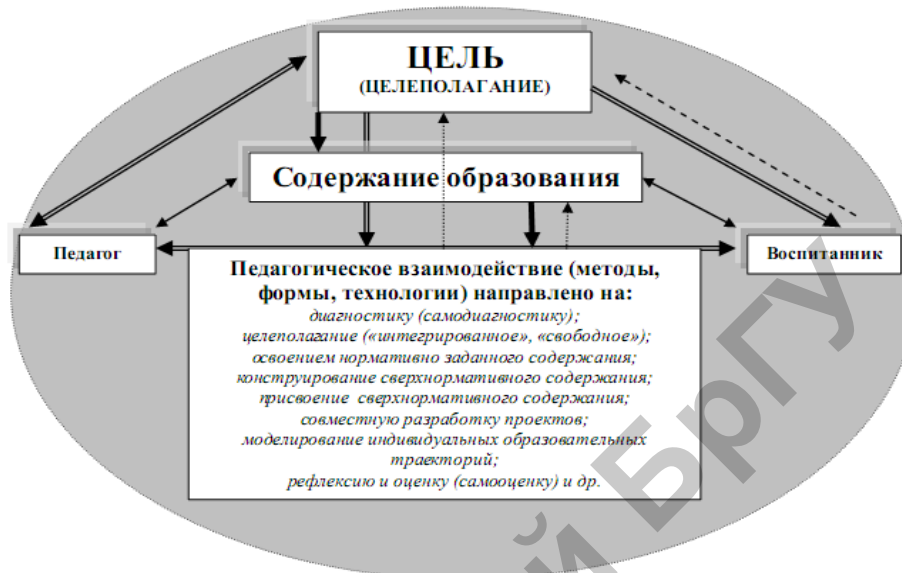 ЦЕЛЬ
(ЦЕЛЕПОЛАГАНИЕ)
Содержание образования
Педагог
Воспитанник
Педагогическое взаимодействие (методы,
формы, технологии) направлено на:
диагностику (самодиагностику);
целеполагание («интегрированное», «свободное»);
освоением нормативно заданного содержания;
конструирование сверхнормативного содержания;
присвоение сверхнормативного содержания;
совместную разработку проектов;
моделирование индивидуальных образовательных
траекторий;
рефлексию и оценку (самооценку) и др.
й БрГУ